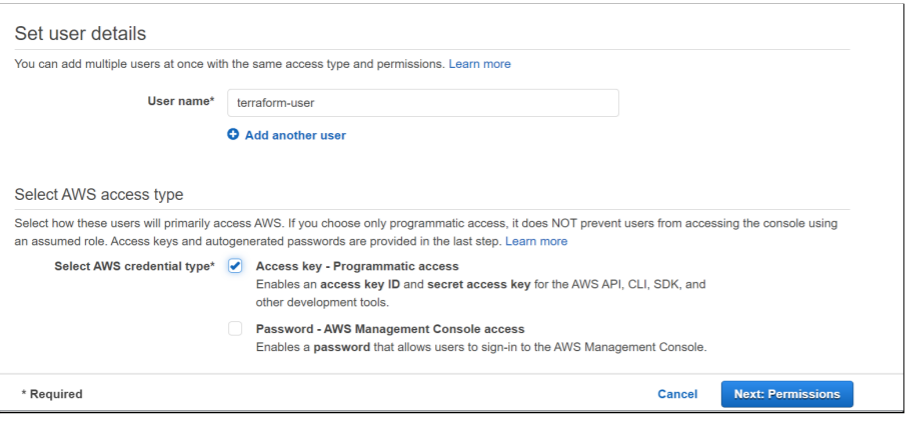 Set user details
You can add multiple users at once with the same access type and permissions. Learn more
User name* terraform-user
Add another user
Select AWS access type
Select how these users will primarily access AWS. If you choose only programmatic access, it does NOT prevent users from accessing the console using
an assumed role. Access keys and autogenerated passwords are provided in the last step. Learn more
Select AWS credential type* Access key - Programmatic access
Enables an access key ID and secret access key for the AWS API, CLI, SDK, and
other development tools.
Password - AWS Management Console access
Enables a password that allows users to sign-in to the AWS Management Console.
* Required Cancel Next: Permissions